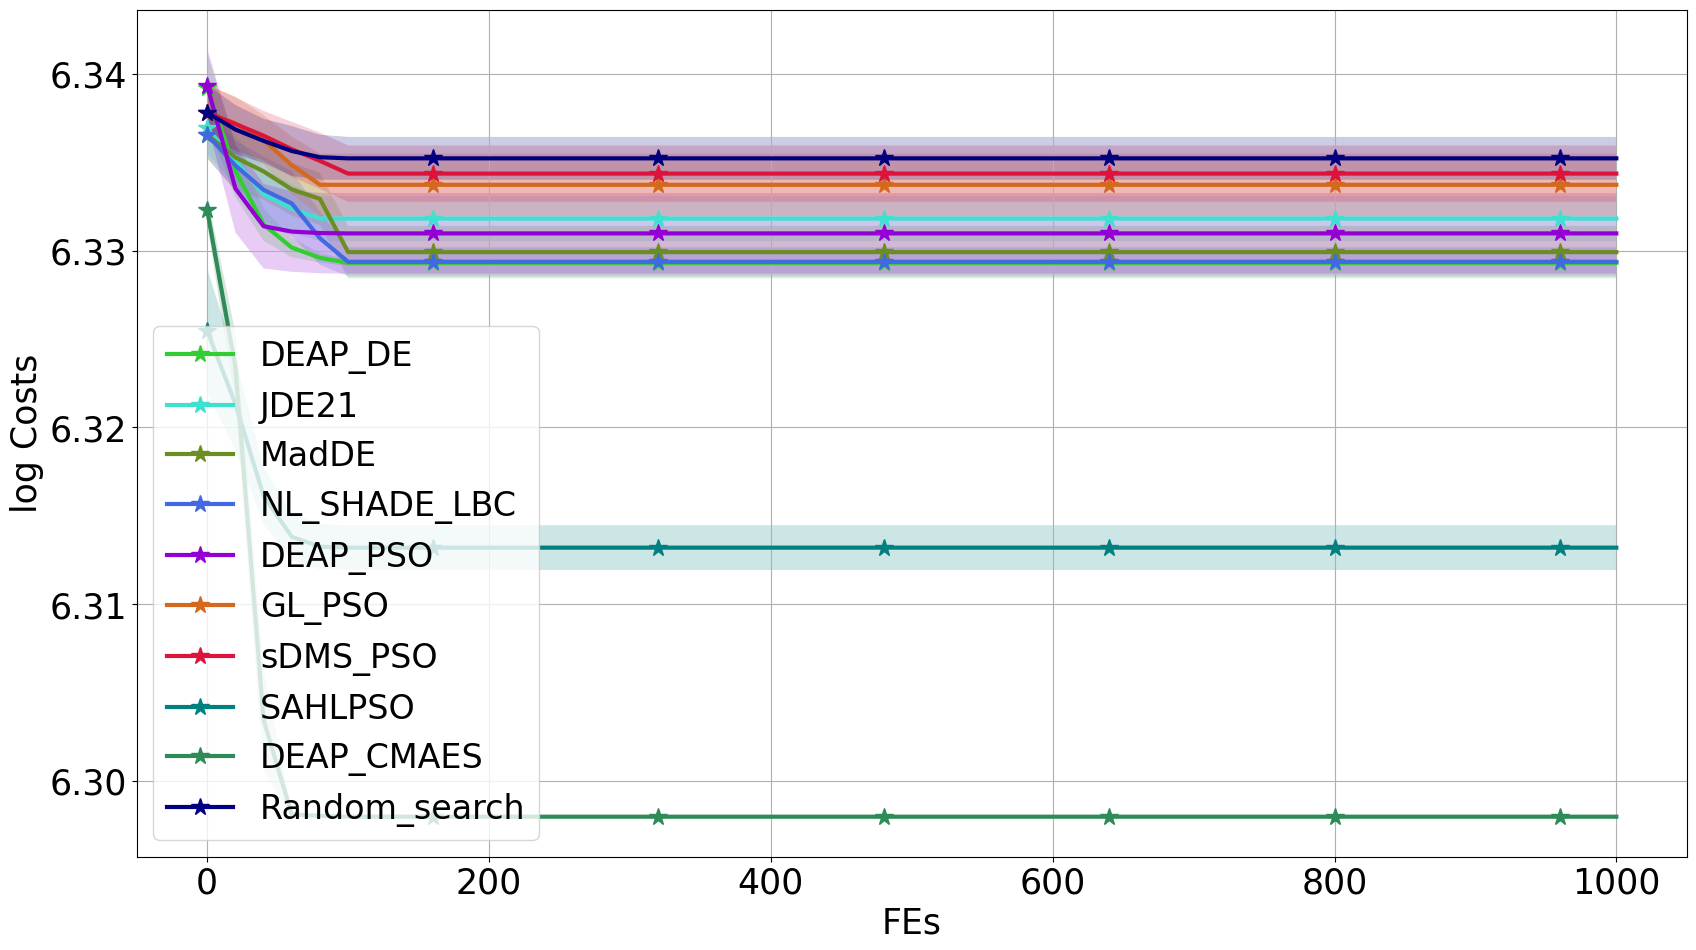 6.34
6.33
6.32
6.31
6.30
log Costs
DEAP_DE
JDE21
MadDE
NL_SHADE_LBC
DEAP_PSO
GL_PSO
sDMS_PSO
SAHLPSO
DEAP_CMAES
Random_search
0 200 400 600 800 1000
FEs